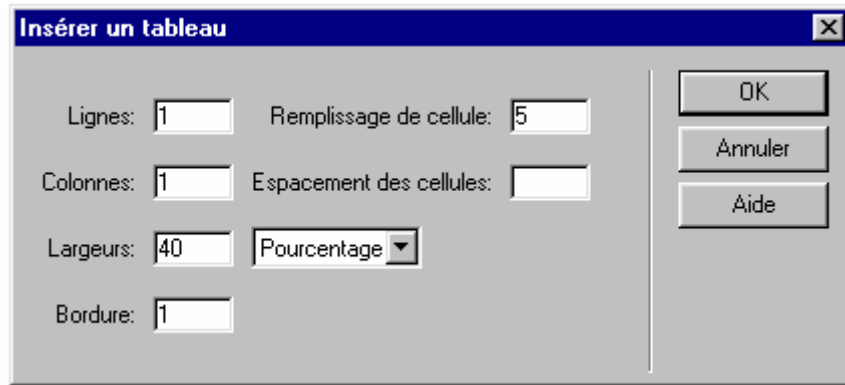 Insérer un tableau
Lignes: 1 Remplissage de cellule: 5
Colonnes: 1 Espacement des cellules:
Largeurs: 40 Pourcentage
Bordure: 1
OK
Annuler
Aide